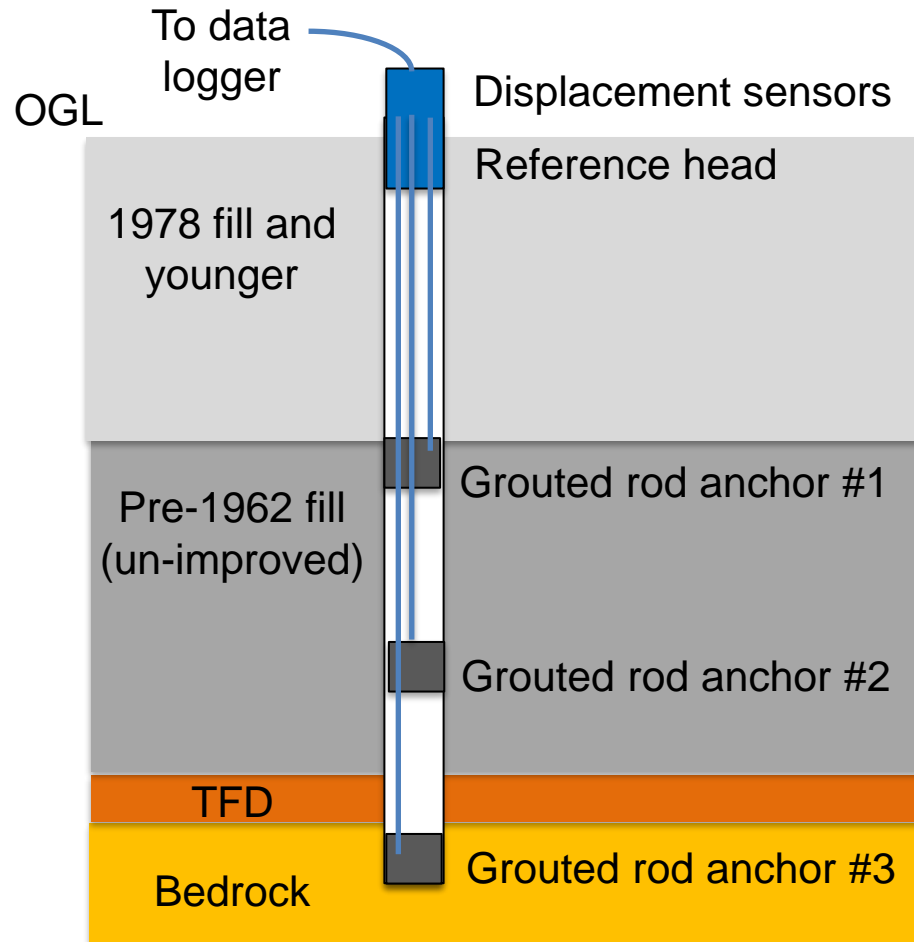 To data
logger
OGL
Displacement sensors
Reference head
1978 fill and
younger
Grouted rod anchor #1
Pre-1962 fill
(un-improved)
Grouted rod anchor #2
TFD
Grouted rod anchor #3
Bedrock